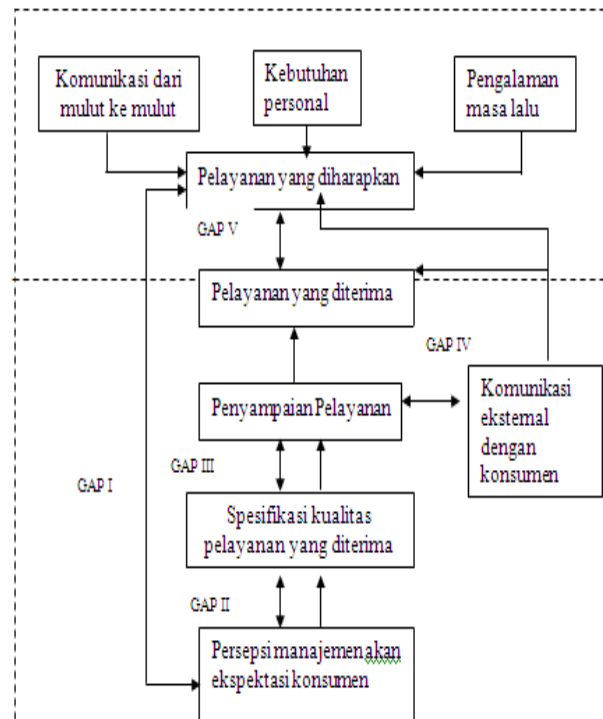 Komunikasi dari
mulut ke mulut
Kebutuhan
personal
Pengalaman
masa lalu
Pelayanan yang diharapkan
GAP V
Pelayanan yang diterima
GAP IV
Penyampaian Pelayanan
Komunikasi
eksternal
dengan
konsumen
GAP III
GAP I
Spesifikasi kualitas
pelayanan yang diterima
GAP II
Persepsi manajemen akan
ekspektasi konsumen